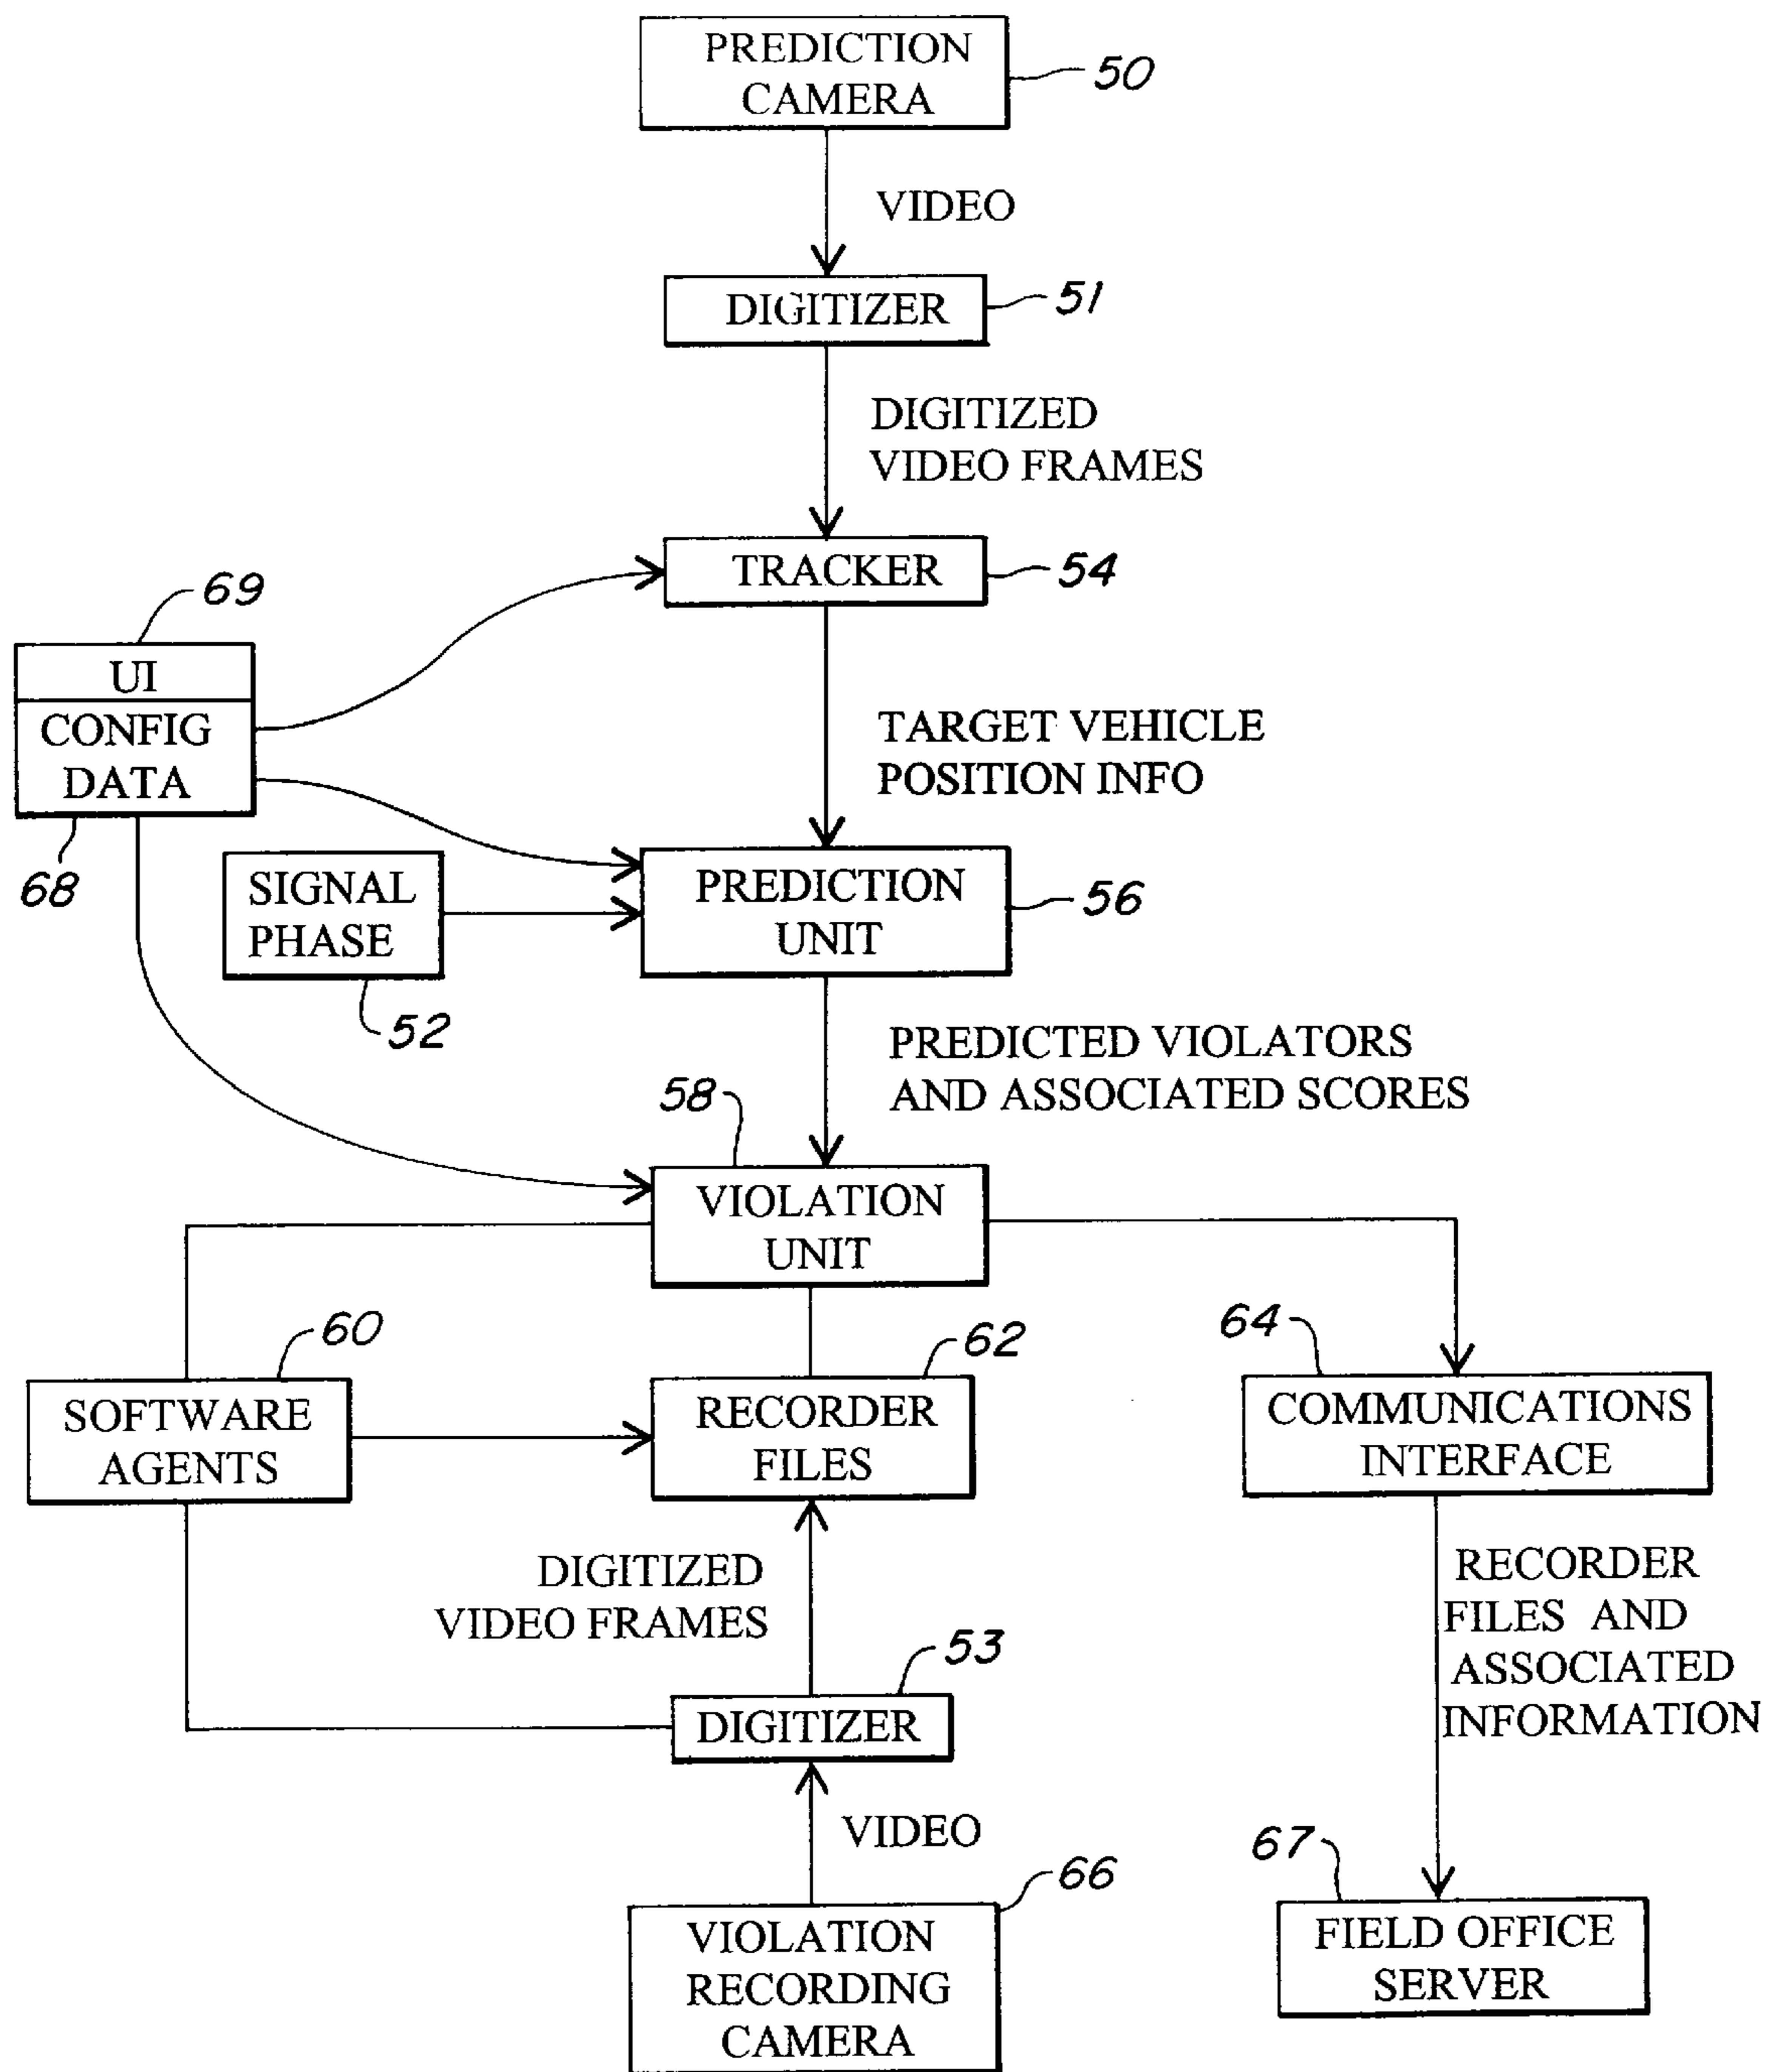 PREDICTION
CAMERA
50
VIDEO
DIGITIZER
51
DIGITIZED
VIDEO FRAMES
TRACKER
54
69
UI
CONFIG
DATA
68
TARGET VEHICLE
POSITION INFO
SIGNAL
PHASE
52
PREDICTION
UNIT
56
PREDICTED VIOLATORS
AND ASSOCIATED SCORES
58
VIOLATION
UNIT
60
SOFTWARE
AGENTS
62
RECORDER
FILES
64
COMMUNICATIONS
INTERFACE
DIGITIZED
VIDEO FRAMES
RECORDER
FILES AND
ASSOCIATED
INFORMATION
53
DIGITIZER
VIDEO
66
VIOLATION
RECORDING
CAMERA
67
FIELD OFFICE
SERVER